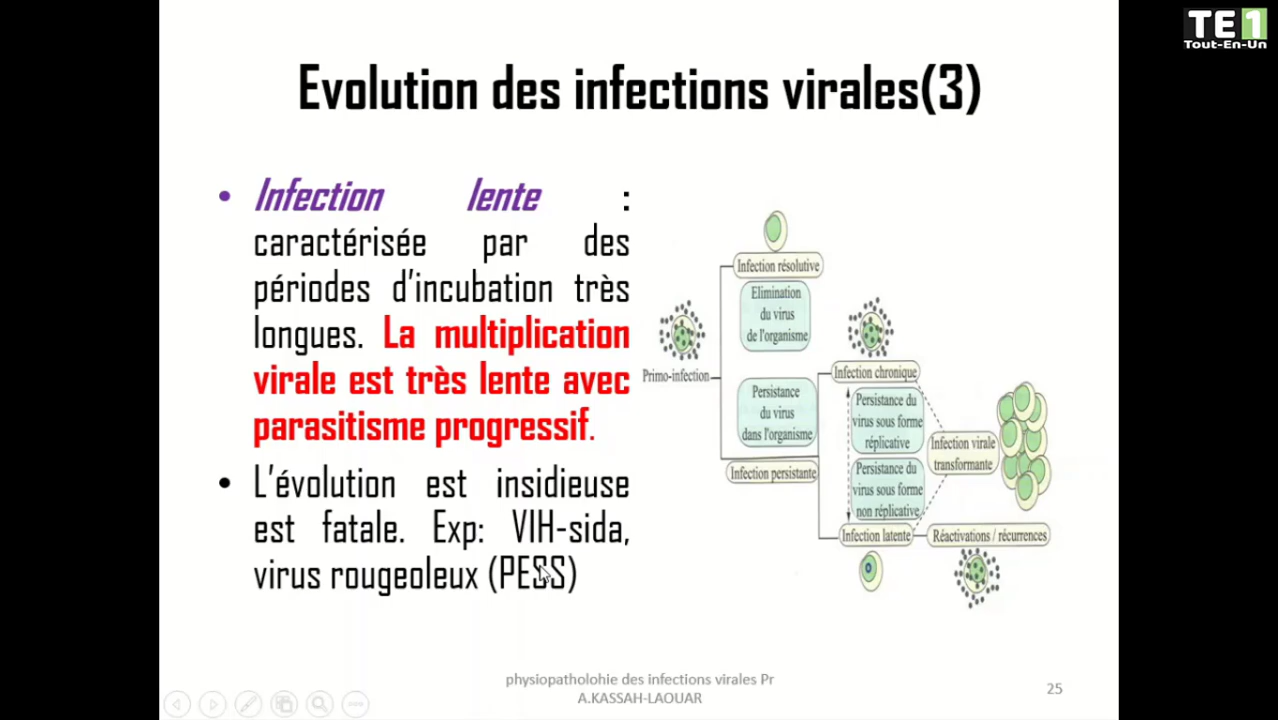 TE1
Tout-En-Un
Evolution des infections virales(3)
• Infection lente :
caractérisée par des
périodes d'incubation très
longues. La multiplication
virale est très lente avec
parasitisme progressif.
• L'évolution est insidieuse
est fatale. Exp: VIH-sida,
virus rougeoleux (PESS)
Infection résolutive
Elimination
du virus
de l'organisme
Primo-infection
Persistance
du virus
dans l'organisme
Infection persistante
Infection chronique
Persistance du
virus sous forme
réplicative
Persistance du
virus sous forme
non réplicative
Infection latente
Infection virale
transformante
Réactivations / récurrences
physiopatholohie des infections virales Pr
A.KASSAH-LAOUAR
25